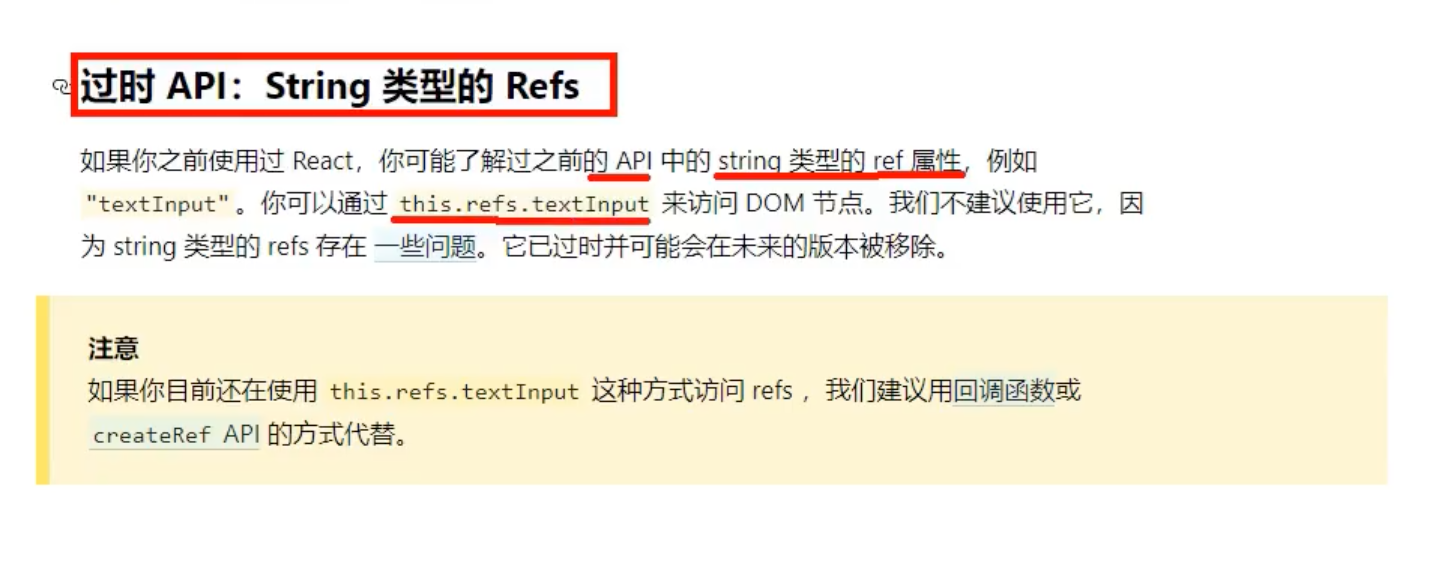 过时 API：String 类型的 Refs
如果你之前使用过 React，你可能了解过之前的 API 中的 string 类型的 ref 属性，例如
"textInput"。你可以通过 this.refs.textInput 来访问 DOM 节点。我们不建议使用它，因
为 string 类型的 refs 存在 一些问题。它已过时并可能会在未来的版本被移除。
注意
如果你目前还在使用 this.refs.textInput 这种方式访问 refs ，我们建议用回调函数或
createRef API 的方式代替。